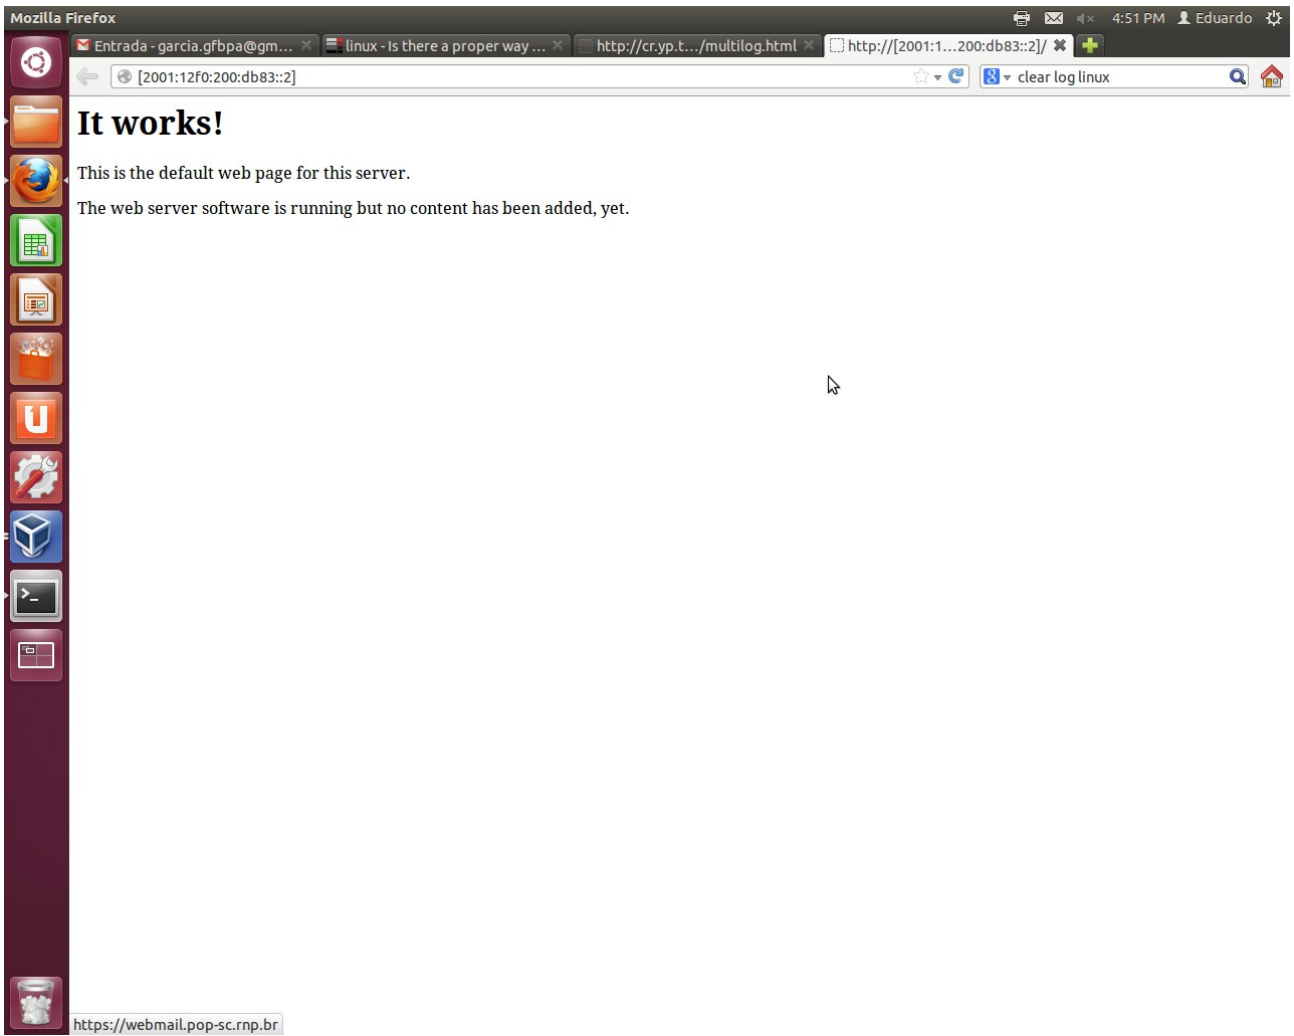 Mozilla Firefox
4:51 PM Eduardo
Entrada - garcia.gfbpa@gm... linux - Is there a proper way ... http://cr.yp.t.../multilog.html http://[2001:1...200:db83::2]/
[2001:12f0:200:db83::2] clear log linux
It works!
This is the default web page for this server.
The web server software is running but no content has been added, yet.
https://webmail.pop-sc.rnp.br